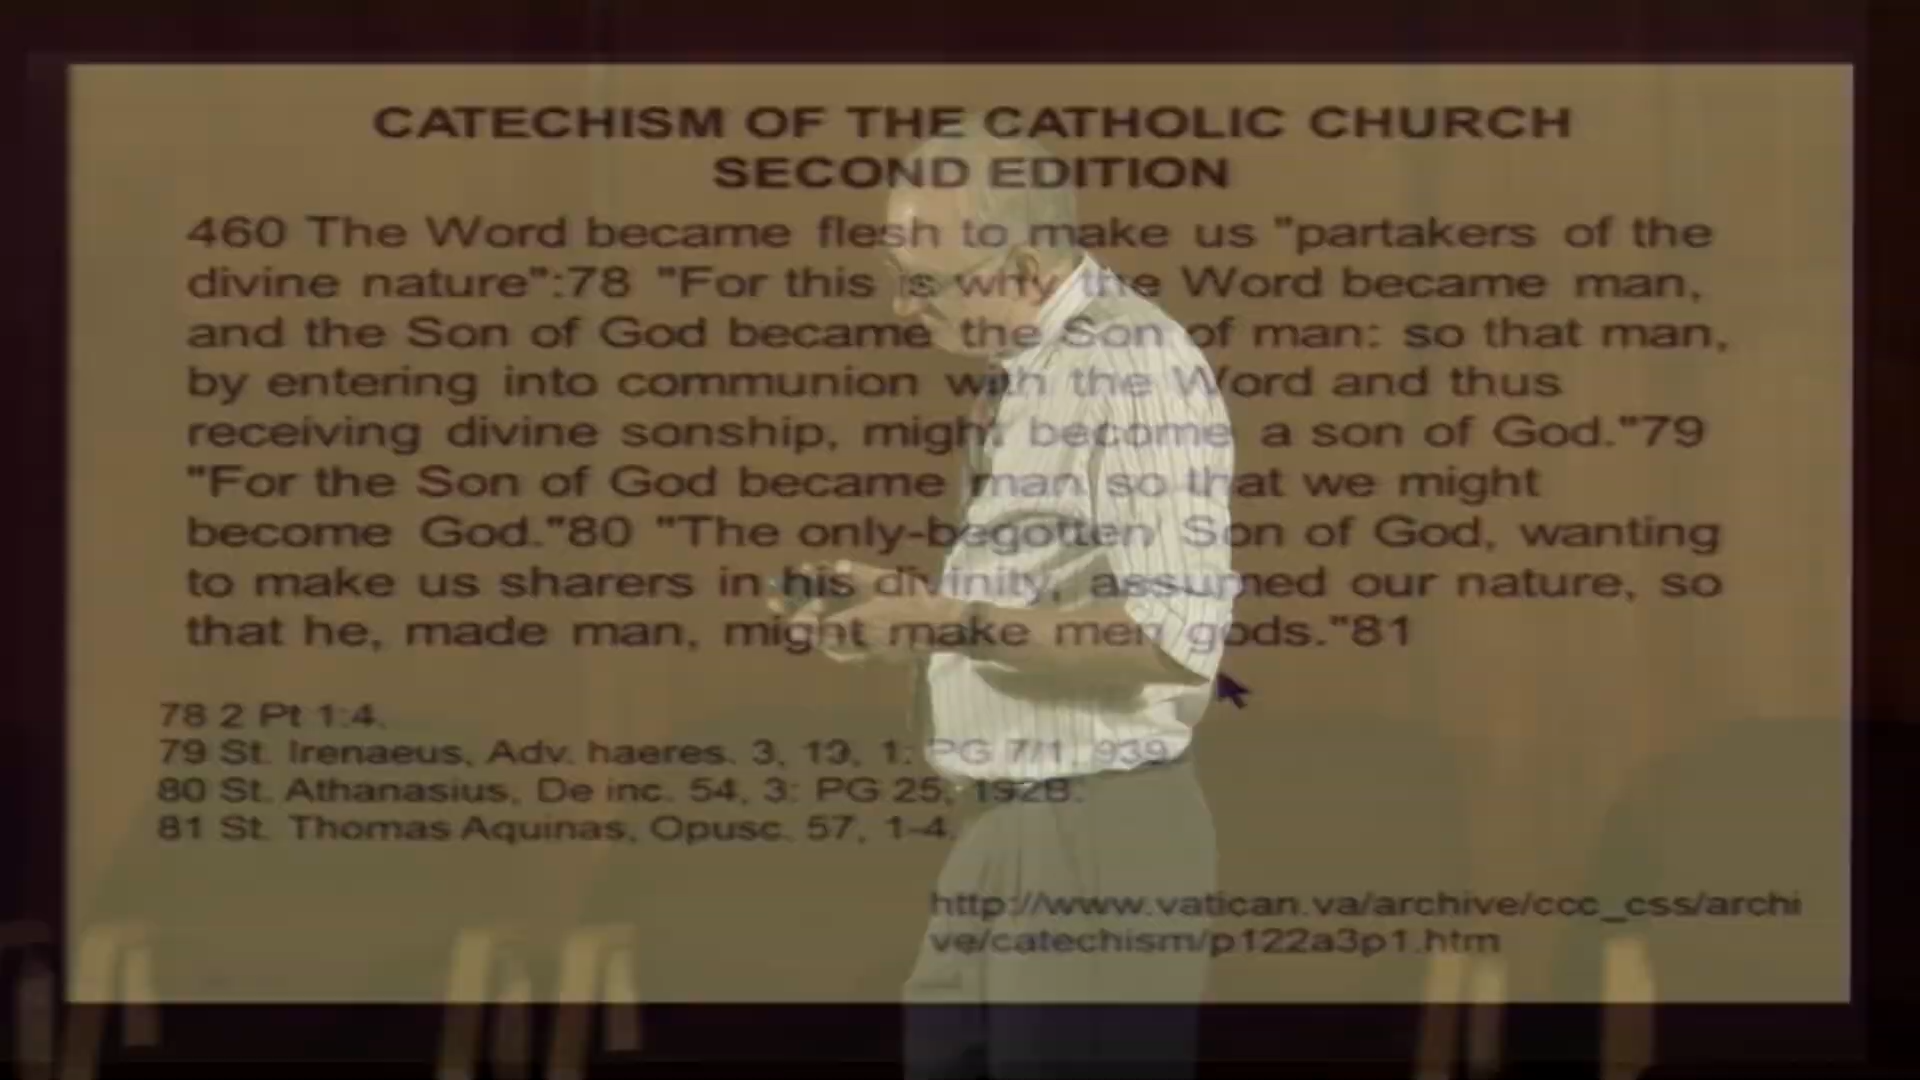 CATECHISM OF THE CATHOLIC CHURCH
SECOND EDITION
460 The Word became flesh to make us "partakers of the
divine nature":78 "For this is why the Word became man,
and the Son of God became the Son of man: so that man,
by entering into communion with the Word and thus
receiving divine sonship, might become a son of God."79
"For the Son of God became man so that we might
become God."80 "The only-begotten Son of God, wanting
to make us sharers in his divinity, assumed our nature, so
that he, made man, might make men gods."81
78 2 Pt 1:4.
79 St. Irenaeus, Adv. haeres. 3, 19, 1: PG 7/1, 939.
80 St. Athanasius, De inc. 54, 3: PG 25, 192B.
81 St. Thomas Aquinas, Opusc. 57, 1-4.
http://www.vatican.va/archive/ccc_css/archi
ve/catechism/p122a3p1.htm